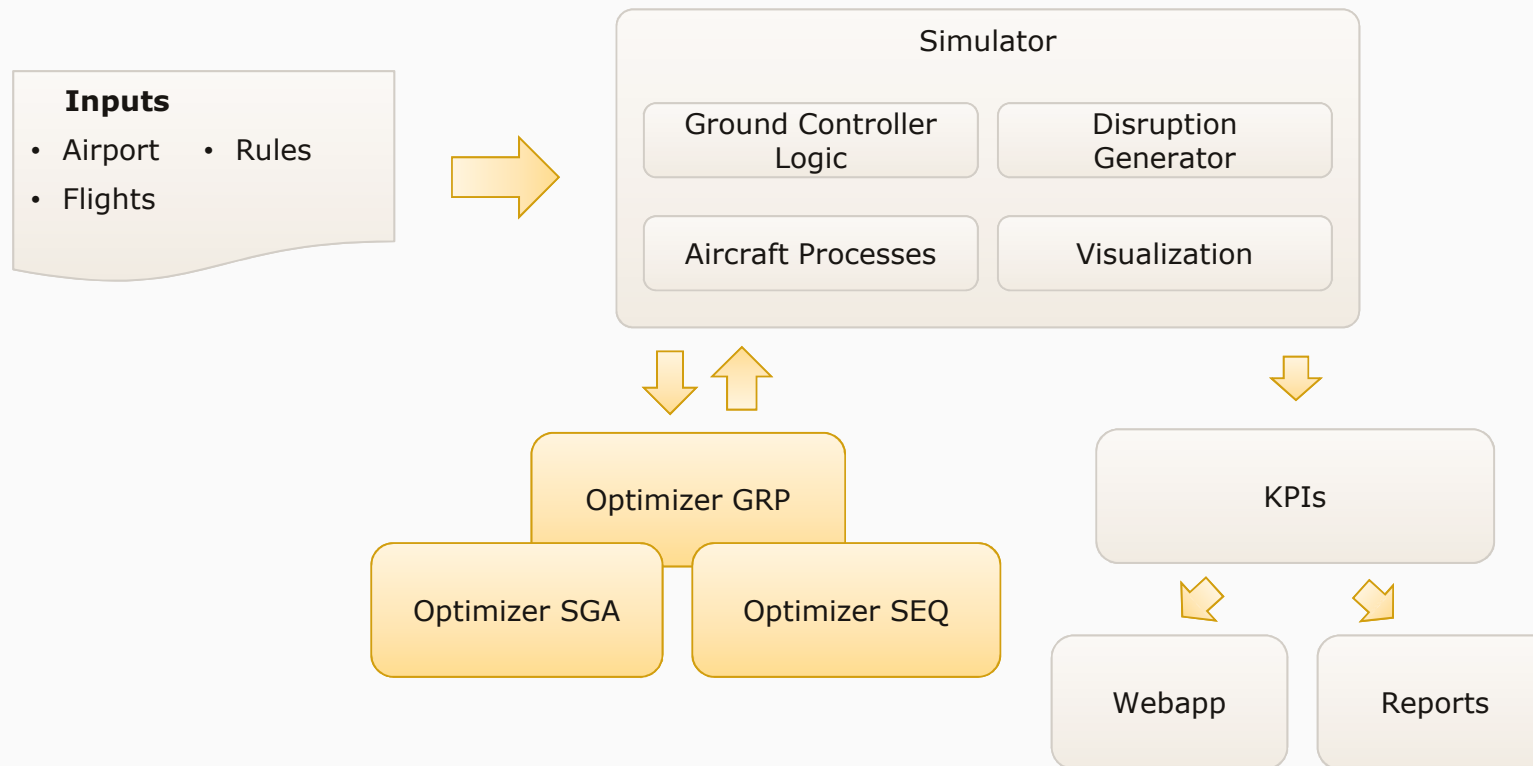 Inputs
• Airport • Rules
• Flights
Simulator
Ground Controller
Logic
Disruption
Generator
Aircraft Processes
Visualization
Optimizer GRP
Optimizer SGA
Optimizer SEQ
KPIs
Webapp
Reports